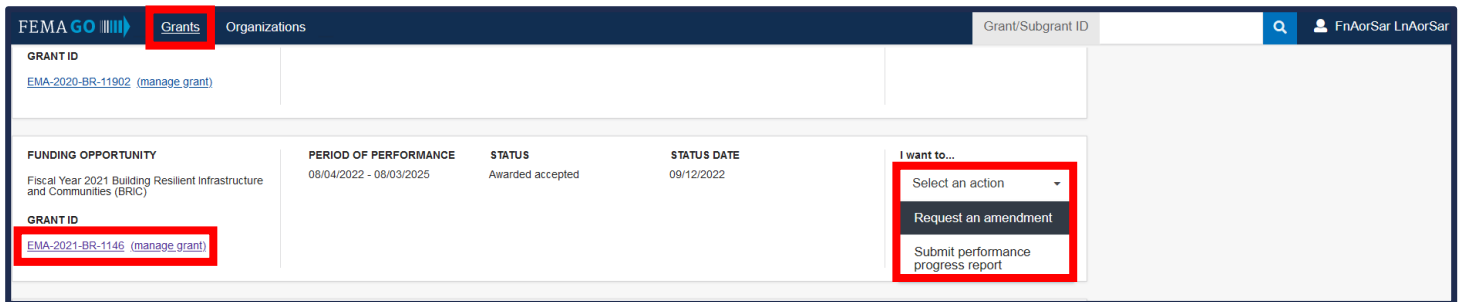 FEMA GO Grants Organizations Grant/Subgrant ID FnAorSar LnAorSar
GRANT ID
EMA-2020-BR-11902 (manage grant)
FUNDING OPPORTUNITY PERIOD OF PERFORMANCE STATUS STATUS DATE I want to...
Fiscal Year 2021 Building Resilient Infrastructure 08/04/2022 - 08/03/2025 Awarded accepted 09/12/2022
and Communities (BRIC)
Select an action
GRANT ID
Request an amendment
EMA-2021-BR-1146 (manage grant)
Submit performance
progress report